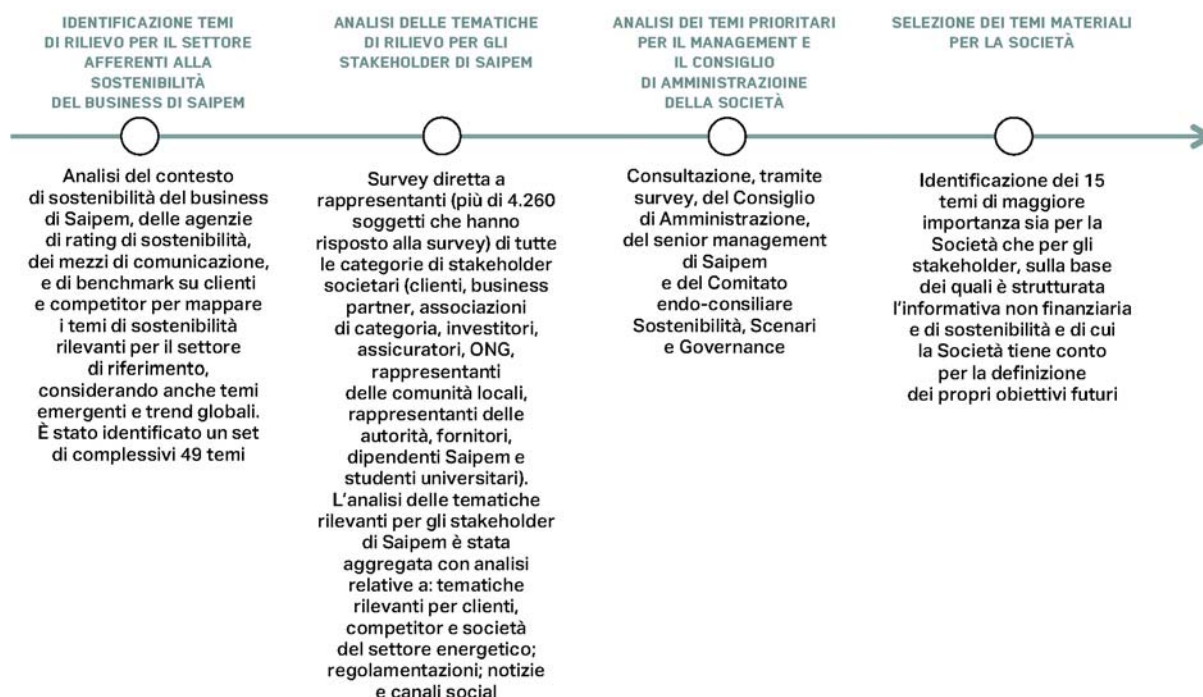 IDENTIFICAZIONE TEMI
DI RILIEVO PER IL SETTORE
AFFERENTI ALLA
SOSTENIBILITÀ
DEL BUSINESS DI SAIPEM
Analisi del contesto
di sostenibilità del business
di Saipem, delle agenzie
di rating di sostenibilità,
dei mezzi di comunicazione,
e di benchmark su clienti
e competitor per mappare
i temi di sostenibilità
rilevanti per il settore
di riferimento,
considerando anche temi
emergenti e trend globali.
È stato identificato un set
di complessivi 49 temi
ANALISI DELLE TEMATICHE
DI RILIEVO PER GLI
STAKEHOLDER DI SAIPEM
Survey diretta a
rappresentanti (più di 4.260
soggetti che hanno
risposto alla survey) di tutte
le categorie di stakeholder
societari (clienti, business
partner, associazioni
di categoria, investitori,
assicuratori, ONG,
rappresentanti
delle comunità locali,
rappresentanti delle
autorità, fornitori,
dipendenti Saipem e
studenti universitari).
L'analisi delle tematiche
rilevanti per gli stakeholder
di Saipem è stata
aggregata con analisi
relative a: tematiche
rilevanti per clienti,
competitor e società
del settore energetico;
regolamentazioni; notizie
e canali social
ANALISI DEI TEMI PRIORITARI
PER IL MANAGEMENT E
IL CONSIGLIO
DI AMMINISTRAZIOINE
DELLA SOCIETÀ
Consultazione, tramite
survey, del Consiglio
di Amministrazione,
del senior management
di Saipem
e del Comitato
endo-consiliare
Sostenibilità, Scenari
e Governance
SELEZIONE DEI TEMI MATERIALI
PER LA SOCIETÀ
Identificazione dei 15
temi di maggiore
importanza sia per la
Società che per gli
stakeholder, sulla base
dei quali è strutturata
l'informativa non finanziaria
e di sostenibilità e di cui
la Società tiene conto
per la definizione
dei propri obiettivi futuri